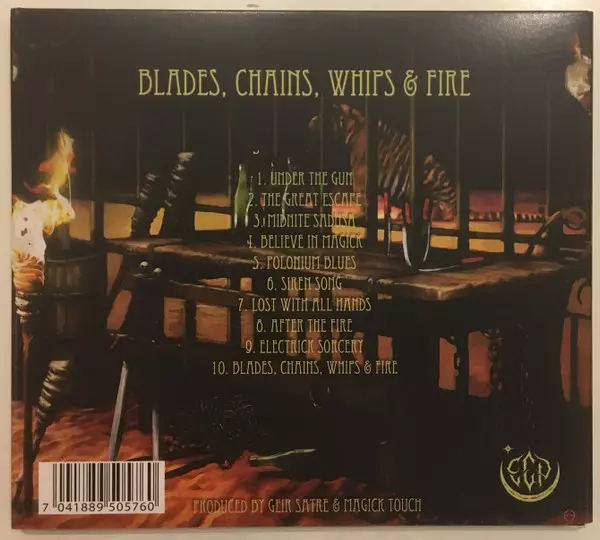 BLADES, CHAINS, WHIPS & FIRE
1. UNDER THE GUN
2. THE GREAT ESCAPE
3. MIDNITE SADUSA
4. BELIEVE IN MAGICK
5. POLONIUM BLUES
6. SIREN SONG
7. LOST WITH ALL HANDS
8. AFTER THE FIRE
9. ELECTRICK SORCERY
10. BLADES, CHAINS, WHIPS & FIRE
7 041889 505760
PRODUCED BY GEIR SATRE & MAGICK TOUCH